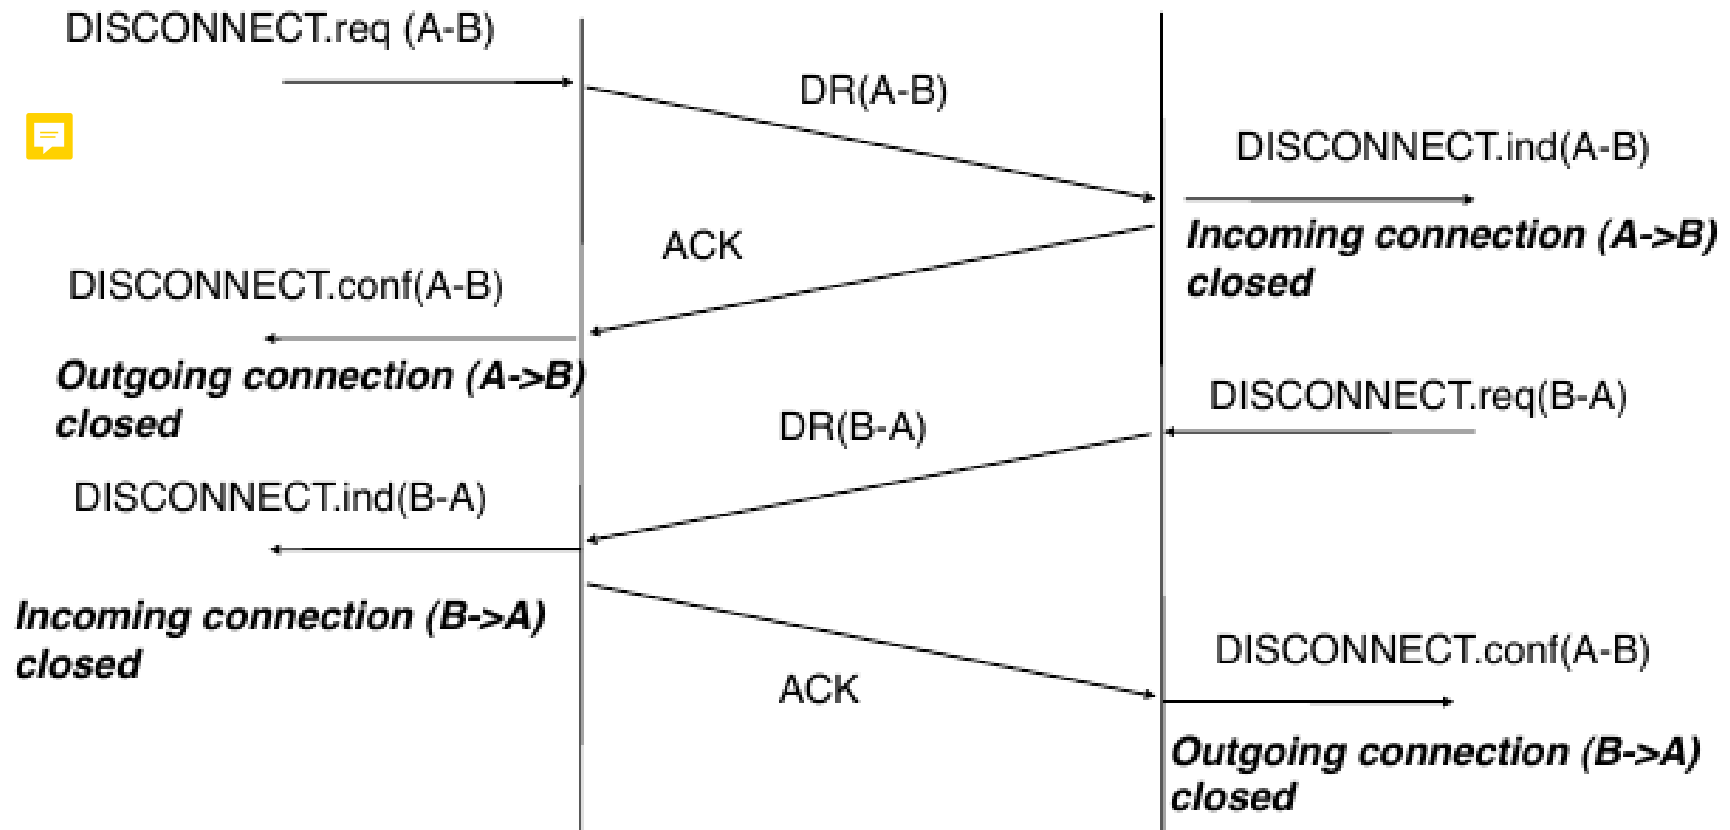 DISCONNECT.req (A-B)
DR(A-B)
DISCONNECT.ind(A-B)
Incoming connection (A->B)
closed
ACK
DISCONNECT.conf(A-B)
Outgoing connection (A->B)
closed
DISCONNECT.req(B-A)
DR(B-A)
DISCONNECT.ind(B-A)
Incoming connection (B->A)
closed
ACK
DISCONNECT.conf(A-B)
Outgoing connection (B->A)
closed